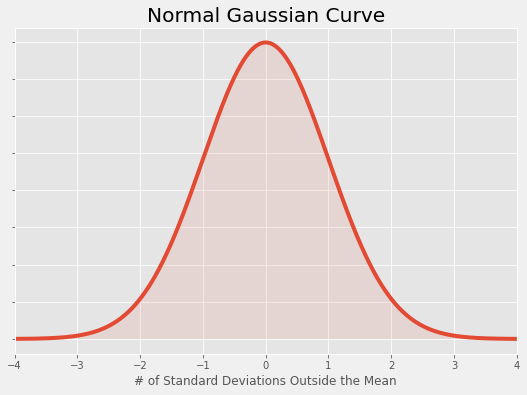 Normal Gaussian Curve
−4 −3 −2 −1 0 1 2 3 4
# of Standard Deviations Outside the Mean